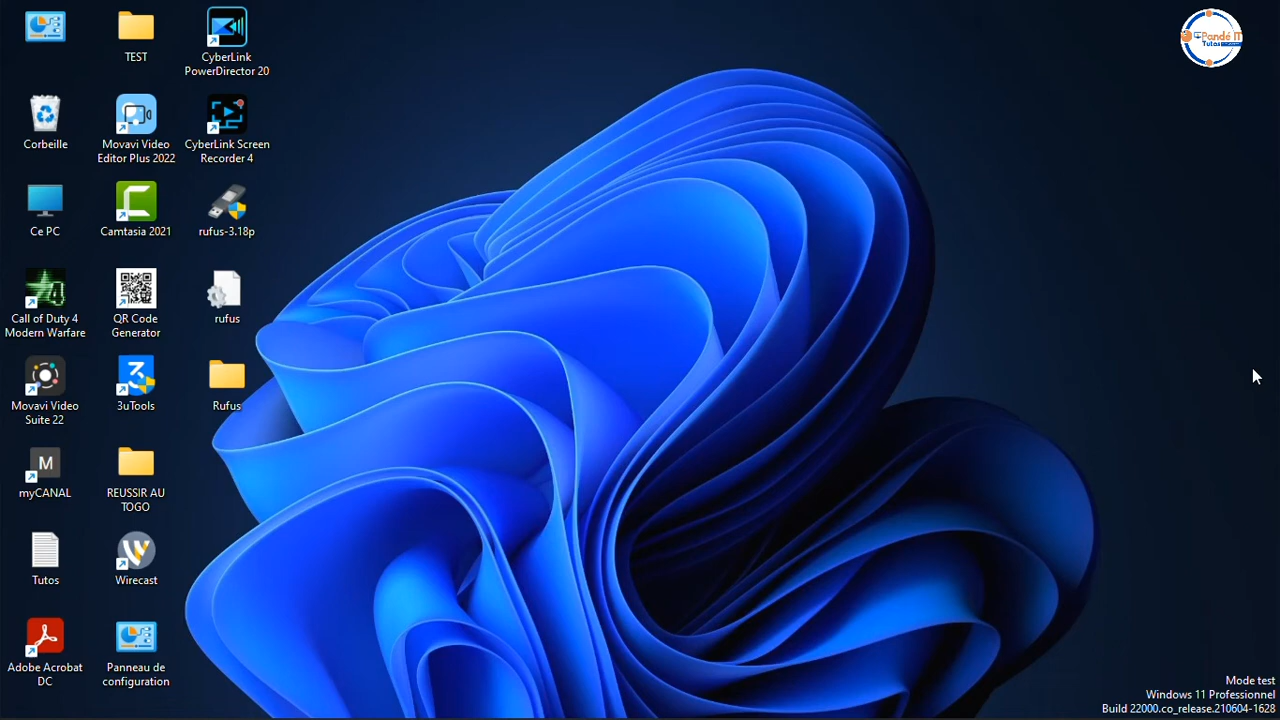 TEST
CyberLink
PowerDirector 20
Corbeille
Movavi Video
Editor Plus 2022
CyberLink Screen
Recorder 4
Ce PC
Camtasia 2021
rufus-3.18p
Call of Duty 4
Modern Warfare
QR Code
Generator
rufus
Movavi Video
Suite 22
3uTools
Rufus
M
myCANAL
REUSSIR AU
TOGO
Tutos
Wirecast
Adobe Acrobat
DC
Panneau de
configuration
Pandé IT
Tutos
Mode test
Windows 11 Professionnel
Build 22000.co_release.210604-1628